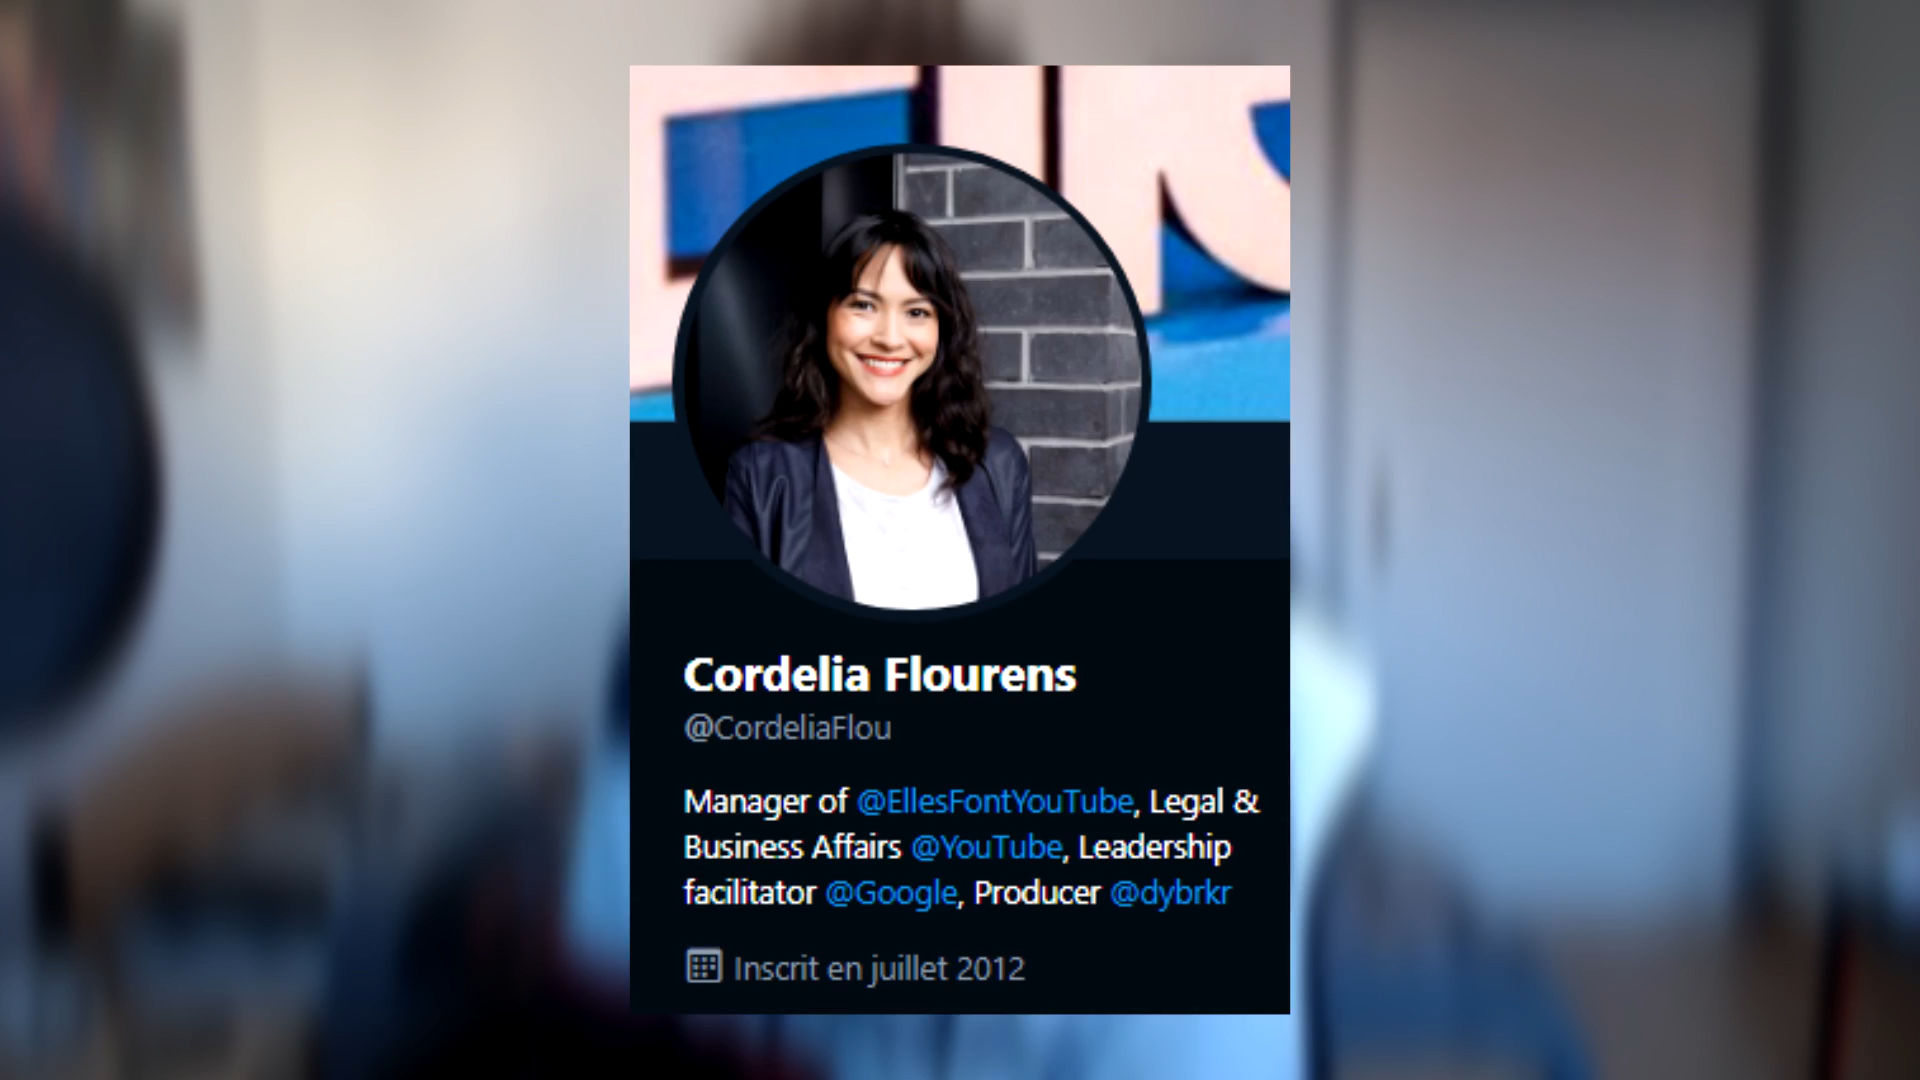 Cordelia Flourens
@CordeliaFlou
Manager of @EllesFontYouTube, Legal &
Business Affairs @YouTube, Leadership
facilitator @Google, Producer @dybrkr
Inscrit en juillet 2012